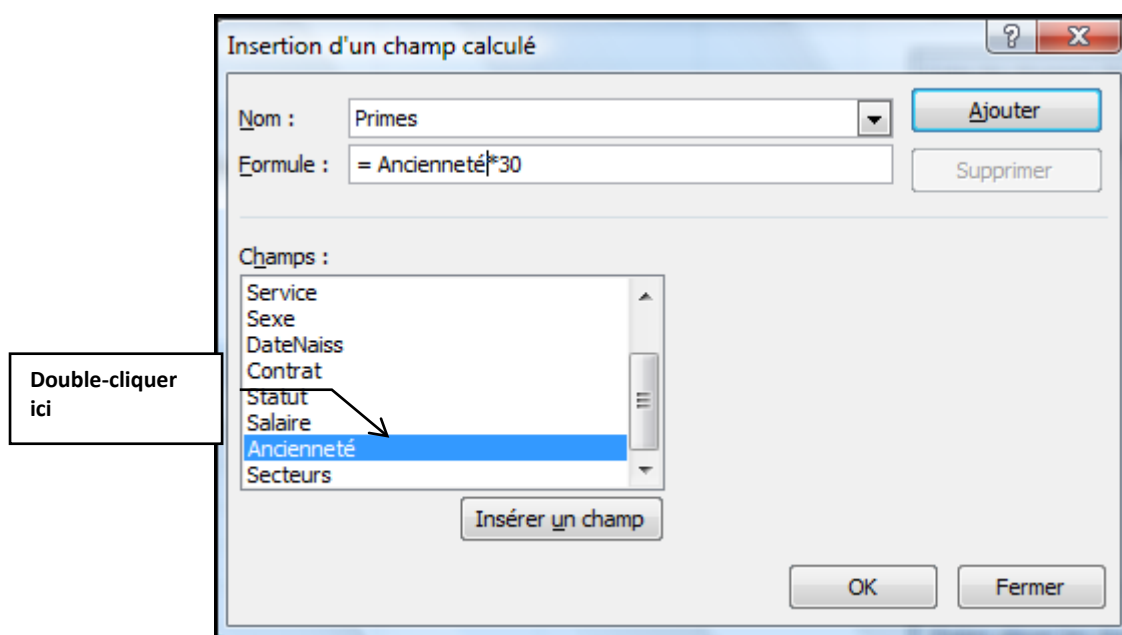 Insertion d'un champ calculé
Nom :
Primes
Ajouter
Formule :
= Ancienneté*30
Supprimer
Champs :
Service
Sexe
DateNaiss
Contrat
Statut
Salaire
Ancienneté
Secteurs
Double-cliquer
ici
Insérer un champ
OK
Fermer